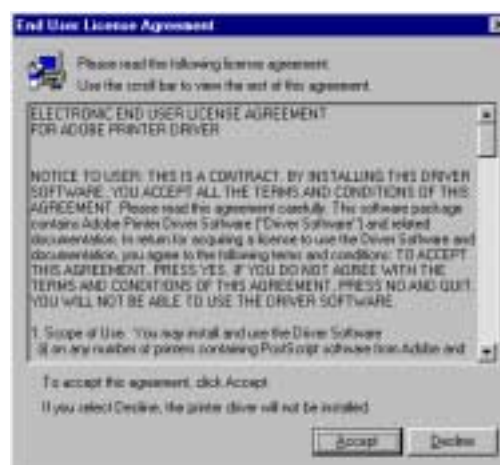 End User License Agreement
Please read the following license agreement.
Use the scroll bar to view the rest of this agreement.
ELECTRONIC END USER LICENSE AGREEMENT
FOR ADOBE PRINTER DRIVER
NOTICE TO USER: THIS IS A CONTRACT. BY INSTALLING THIS DRIVER
SOFTWARE, YOU ACCEPT ALL THE TERMS AND CONDITIONS OF THIS
AGREEMENT. Please read this agreement carefully. This software package
contains Adobe Printer Driver Software ("Driver Software") and related
documentation. In return for acquiring a license to use the Driver Software and
documentation, you agree to the following terms and conditions: TO ACCEPT
THIS AGREEMENT, PRESS YES. IF YOU DO NOT AGREE WITH THE
TERMS AND CONDITIONS OF THIS AGREEMENT, PRESS NO AND QUIT.
YOU WILL NOT BE ABLE TO USE THE DRIVER SOFTWARE.
1. Scope of Use. You may install and use the Driver Software
on any number of printers containing PostScript software from Adobe and
To accept this agreement, click Accept.
If you select Decline, the printer driver will not be installed.
Accept
Decline